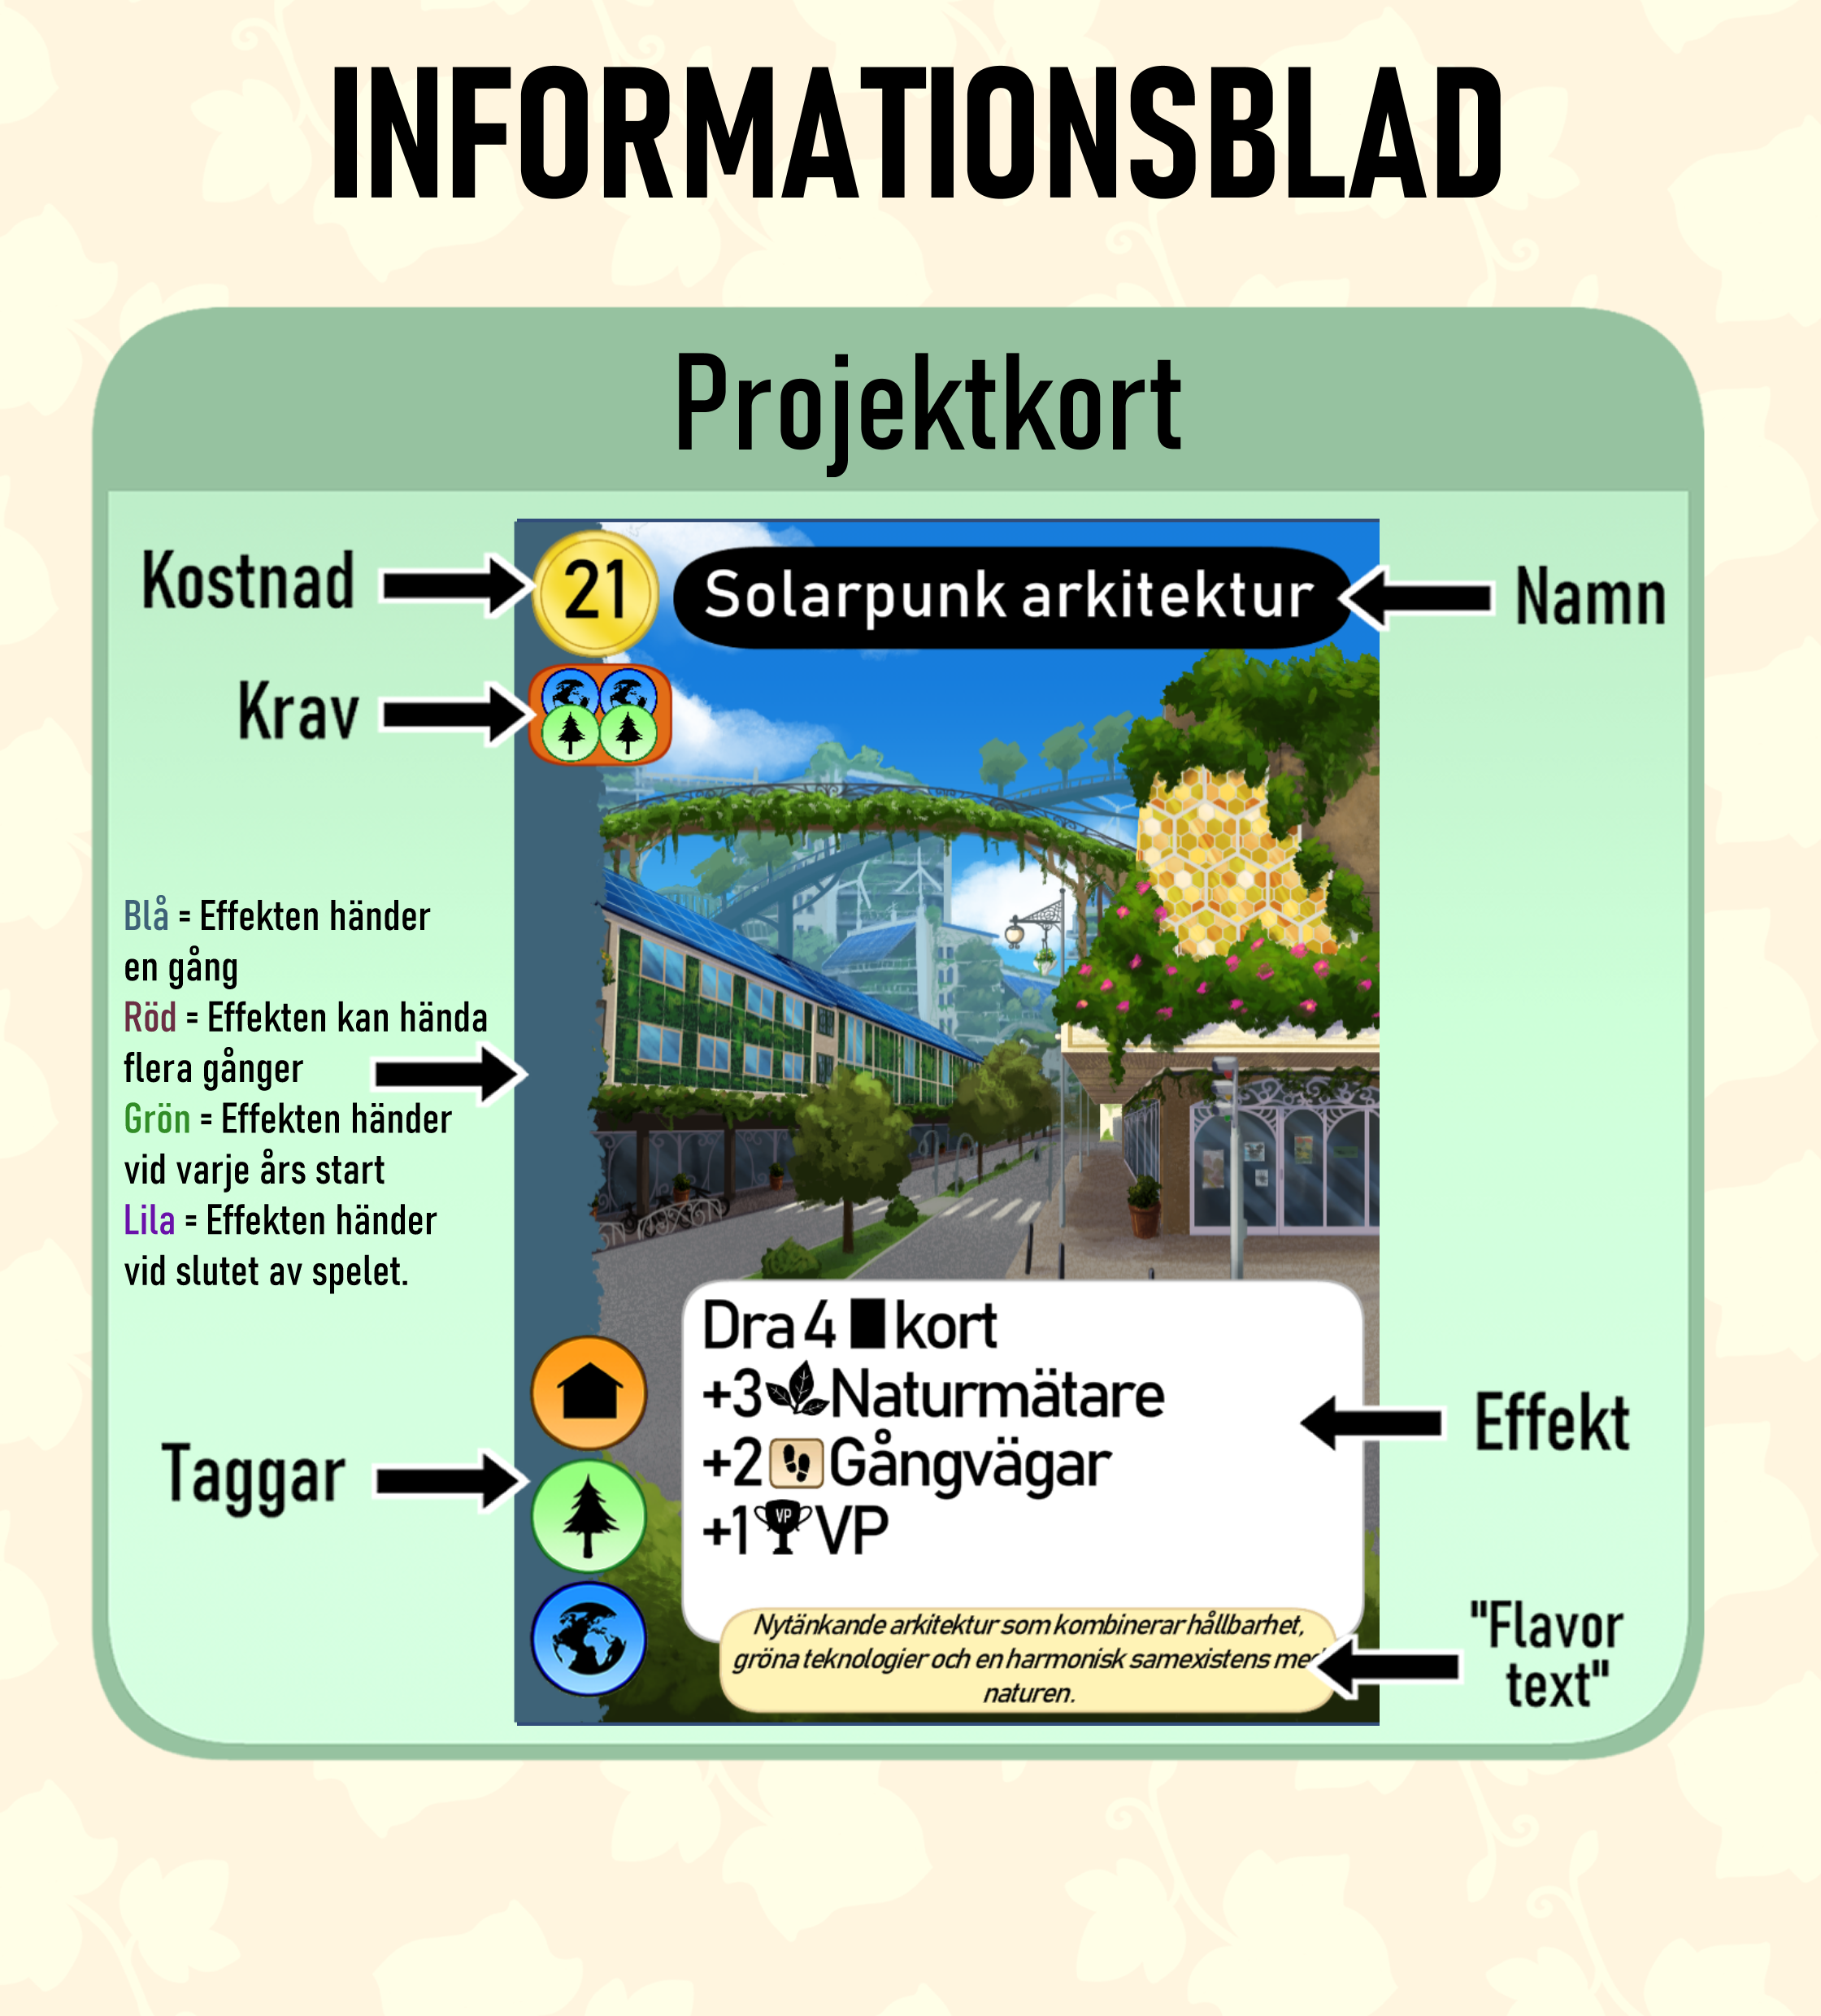 INFORMATIONSBLAD
Projektkort
Kostnad
21
Solarpunk arkitektur
Namn
Krav
Blå = Effekten händer
en gång
Röd = Effekten kan hända
flera gånger
Grön = Effekten händer
vid varje års start
Lila = Effekten händer
vid slutet av spelet.
Taggar
Dra 4 kort
+3 Naturmätare
+2 Gångvägar
+1 VP VP
Effekt
Nytänkande arkitektur som kombinerar hållbarhet,
gröna teknologier och en harmonisk samexistens med
naturen.
"Flavor
text"